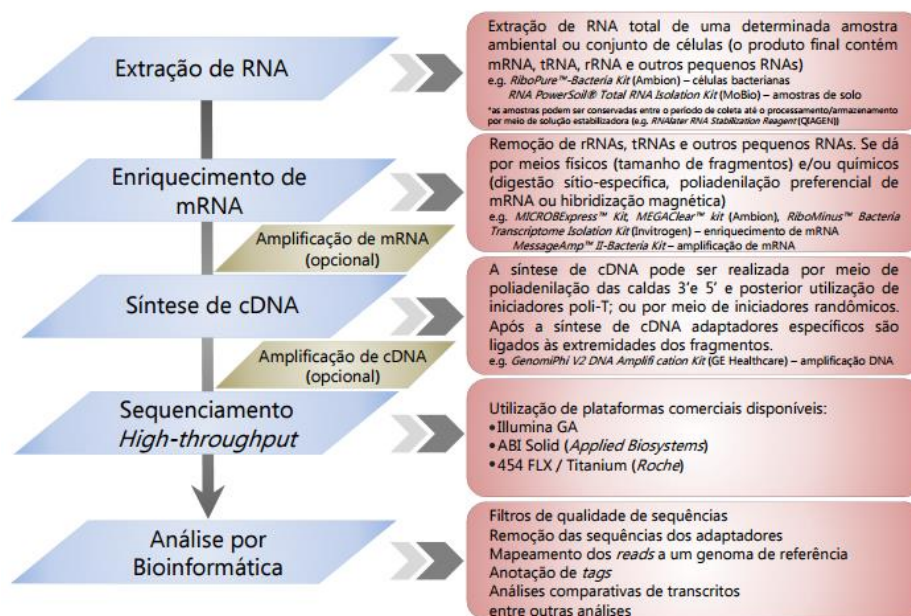 Extração de RNA
Extração de RNA total de uma determinada amostra
ambiental ou conjunto de células (o produto final contém
mRNA, tRNA, rRNA e outros pequenos RNAs)
e.g. RiboPure™-Bacteria Kit (Ambion) – células bacterianas
RNA PowerSoil® Total RNA Isolation Kit (MoBio) – amostras de solo
*as amostras podem ser conservadas entre o período de coleta até o processamento/armazenamento
por meio de solução estabilizadora (e.g. RNAlater RNA Stabilization Reagent (QIAGEN))
Enriquecimento de
mRNA
Remoção de rRNAs, tRNAs e outros pequenos RNAs. Se dá
por meios físicos (tamanho de fragmentos) e/ou químicos
(digestão sítio-específica, poliadenilação preferencial de
mRNA ou hibridização magnética)
e.g. MICROBExpress™ Kit, MEGAClear™ kit (Ambion), RiboMinus™ Bacteria
Transcriptome Isolation Kit (Invitrogen) – enriquecimento de mRNA
MessageAmp™ II-Bacteria Kit – amplificação de mRNA
Amplificação de mRNA
(opcional)
Síntese de cDNA
A síntese de cDNA pode ser realizada por meio de
poliadenilação das caldas 3’e 5’ e posterior utilização de
iniciadores poli-T; ou por meio de iniciadores randômicos.
Após a síntese de cDNA adaptadores específicos são
ligados às extremidades dos fragmentos.
e.g. GenomiPhi V2 DNA Amplifi cation Kit (GE Healthcare) – amplificação DNA
Amplificação de cDNA
(opcional)
Sequenciamento
High-throughput
Utilização de plataformas comerciais disponíveis:
•Illumina GA
•ABI Solid (Applied Biosystems)
•454 FLX / Titanium (Roche)
Análise por
Bioinformática
Filtros de qualidade de sequências
Remoção das sequências dos adaptadores
Mapeamento dos reads a um genoma de referência
Anotação de tags
Análises comparativas de transcritos
entre outras análises